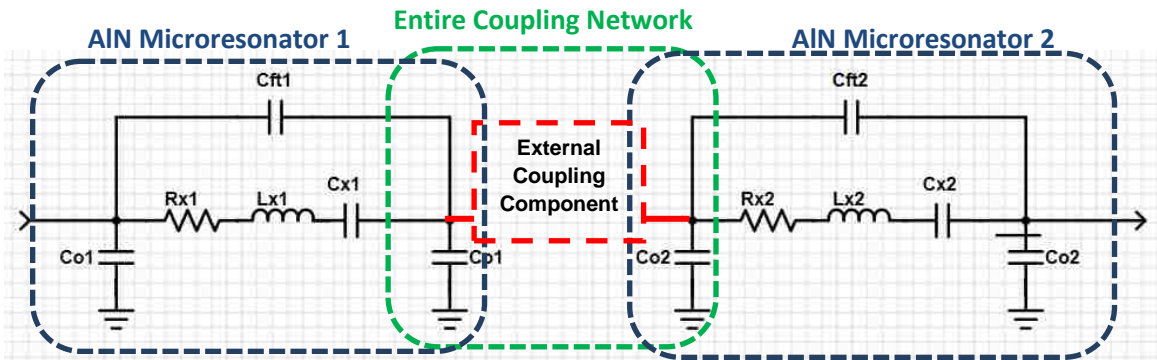 Entire Coupling Network
AlN Microresonator 1
AlN Microresonator 2
Cft1
Cft2
External
Coupling
Component
Rx1
Lx1
Cx1
Rx2
Lx2
Cx2
Co1
Co1
Co2
Co2